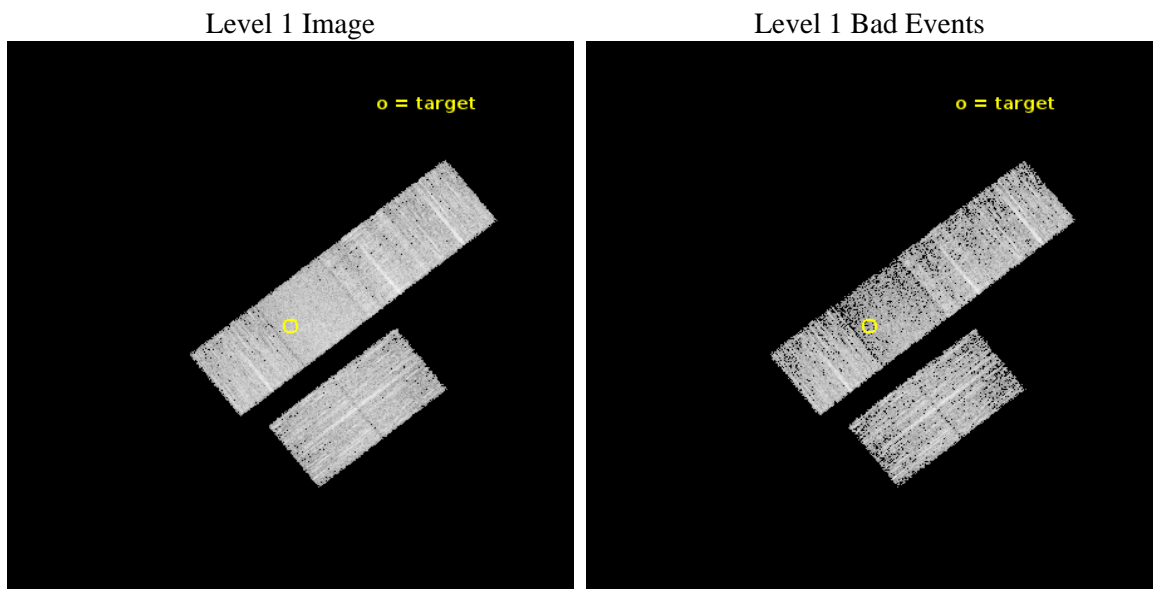 Level 1 Image
Level 1 Bad Events
o = target
o = target